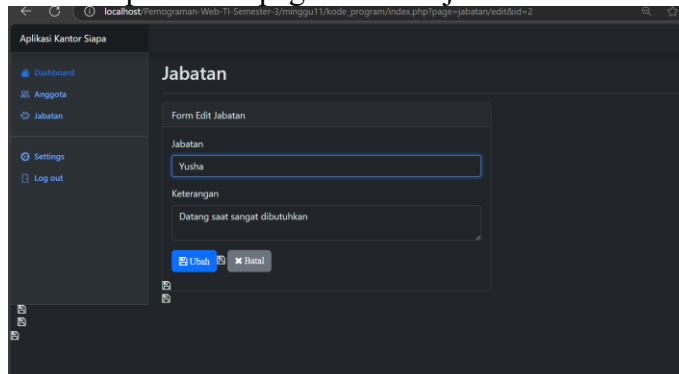 localhost/Pemograman-Web-TI-Semester-3/minggu11/kode_program/index.php?page=jabatan/edit&id=2
Aplikasi Kantor Siapa
Dashboard
Anggota
Jabatan
Settings
Log out
Jabatan
Form Edit Jabatan
Jabatan
Yusha
Keterangan
Datang saat sangat dibutuhkan
Ubah
Batal